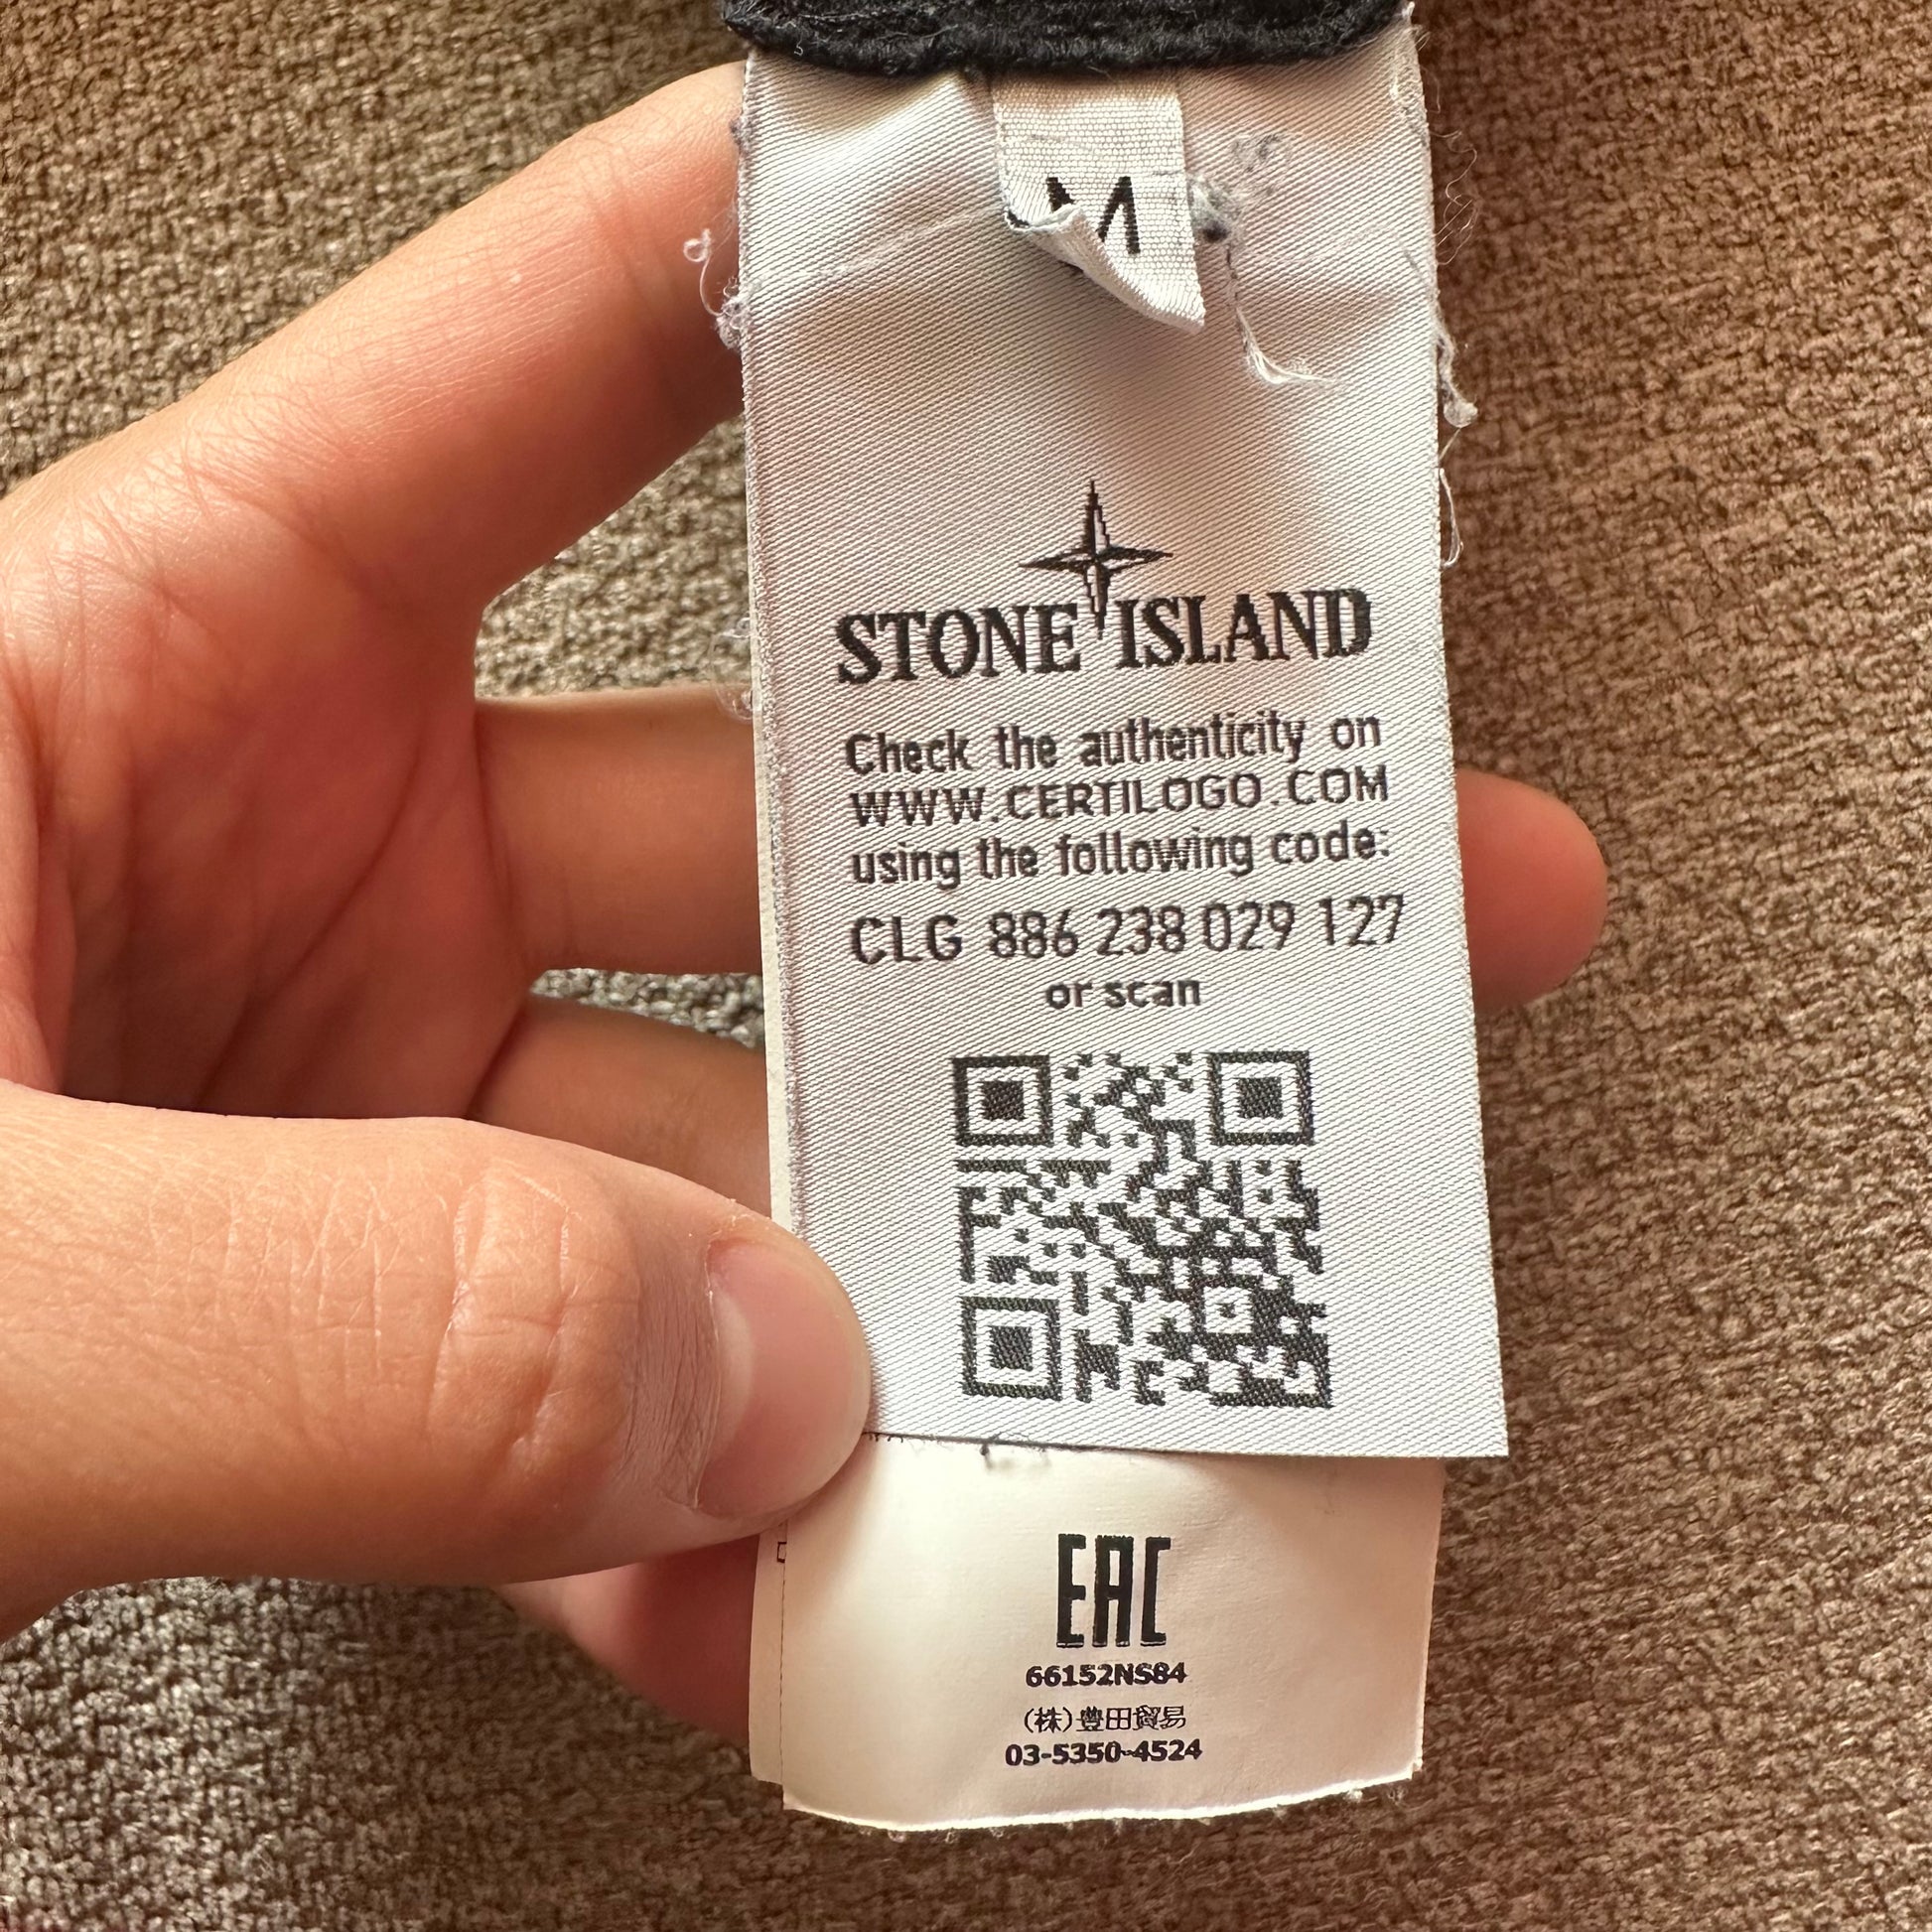 M
STONE ISLAND
Check the authenticity on
WWW.CERTILOGO.COM
using the following code:
CLG 886 238 029 127
or scan
EAC
66152NS84
(株)豊田貿易
03-5350-4524